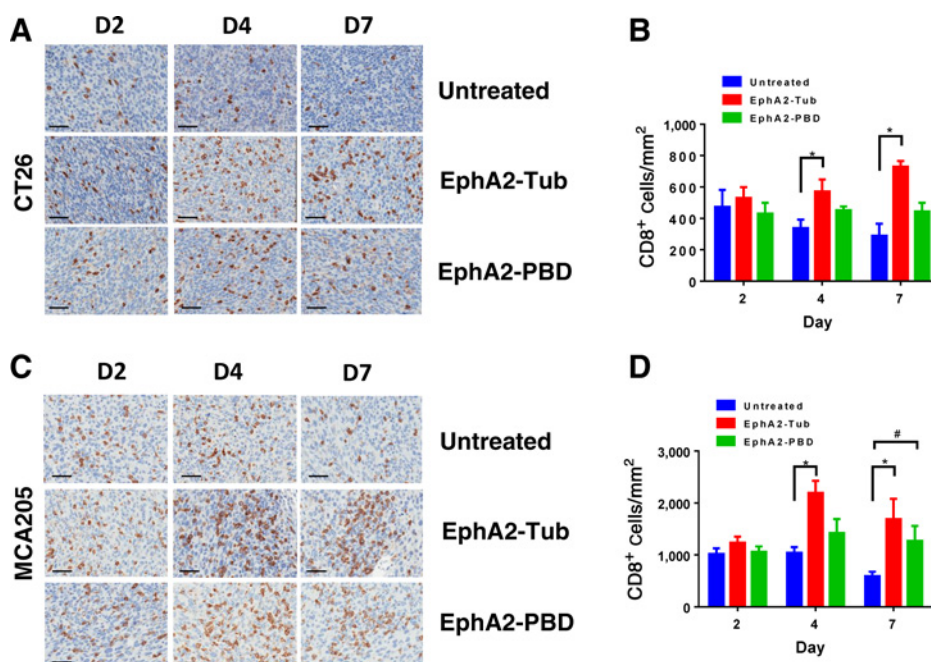 A
D2 D4 D7
CT26
Untreated
EphA2-Tub
EphA2-PBD
B
Untreated
EphA2-Tub
EphA2-PBD
CD8+ Cells/mm2
1,000
800
600
400
200
0
* *
2 4 7
Day
C
D2 D4 D7
MCA205
Untreated
EphA2-Tub
EphA2-PBD
D
Untreated
EphA2-Tub
EphA2-PBD
CD8+ Cells/mm2
3,000
2,000
1,000
0
* * #
2 4 7
Day